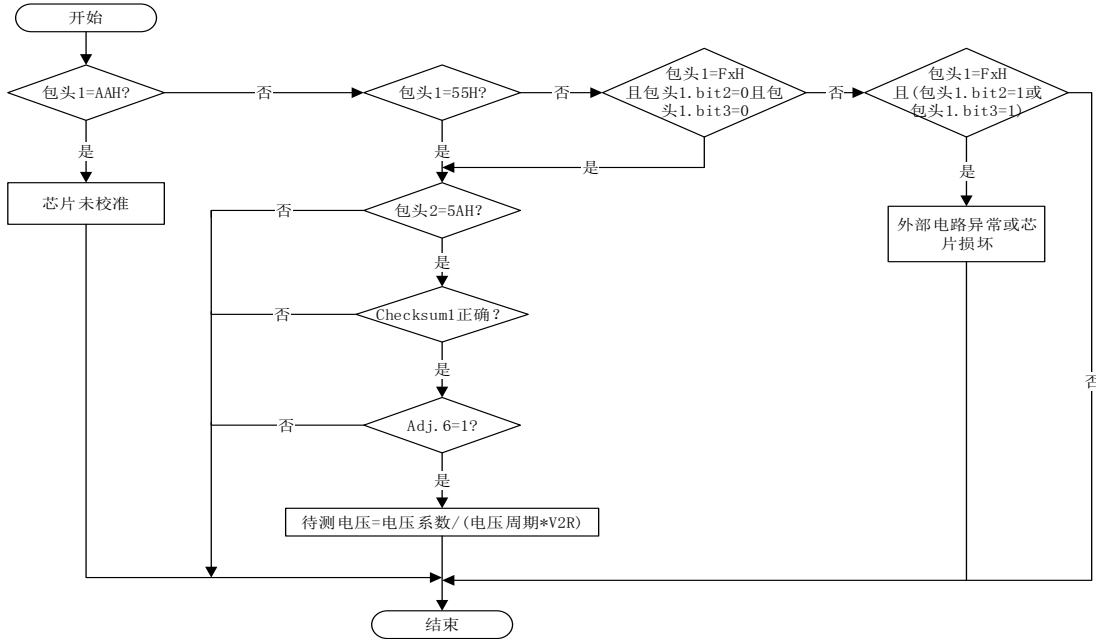 开始
包头1=AAH?
否
包头1=55H?
否
包头1=FxH
且包头1.bit2=0且包
头1.bit3=0
否
包头1=FxH
且(包头1.bit2=1或
包头1.bit3=1)
是
是
是
是
芯片未校准
否
包头2=5AH?
外部电路异常或芯
片损坏
是
否
Checksum1正确?
否
是
否
Adj.6=1?
是
待测电压=电压系数/(电压周期*V2R)
结束